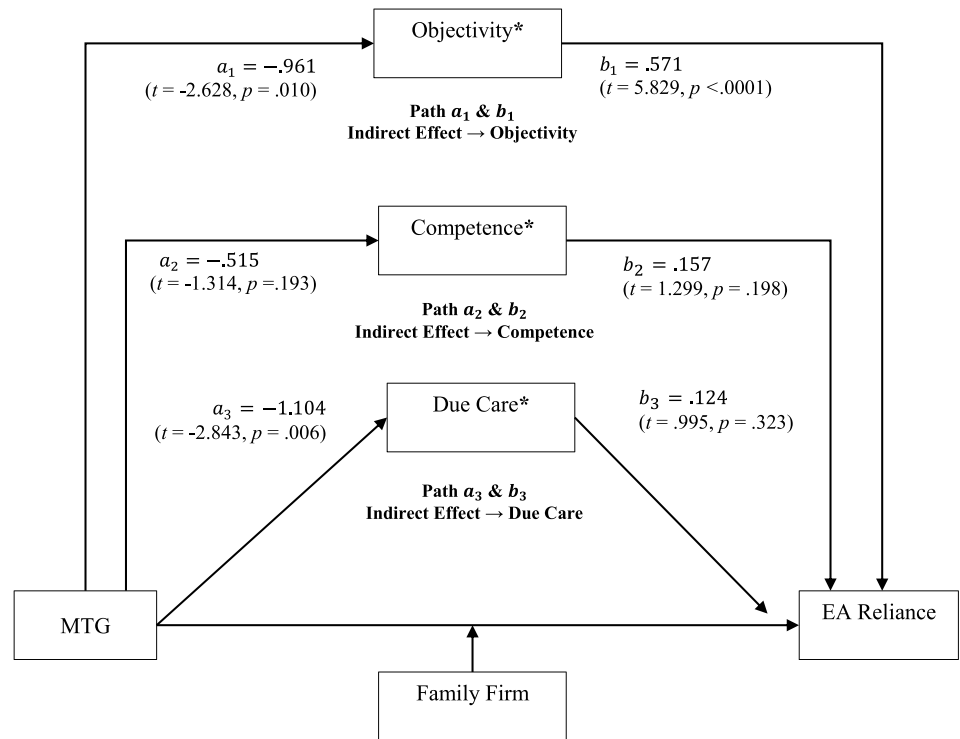 Objectivity*
𝑎₁ = −.961
(t = -2.628, p = .010)
𝑏₁ = .571
(t = 5.829, p <.0001)
Path 𝒂₁ & 𝒃₁
Indirect Effect → Objectivity
Competence*
𝑎₂ = −.515
(t = -1.314, p =.193)
𝑏₂ = .157
(t = 1.299, p = .198)
Path 𝒂₂ & 𝒃₂
Indirect Effect → Competence
Due Care*
𝑎₃ = −1.104
(t = -2.843, p = .006)
𝑏₃ = .124
(t = .995, p = .323)
Path 𝒂₃ & 𝒃₃
Indirect Effect → Due Care
MTG
EA Reliance
Family Firm